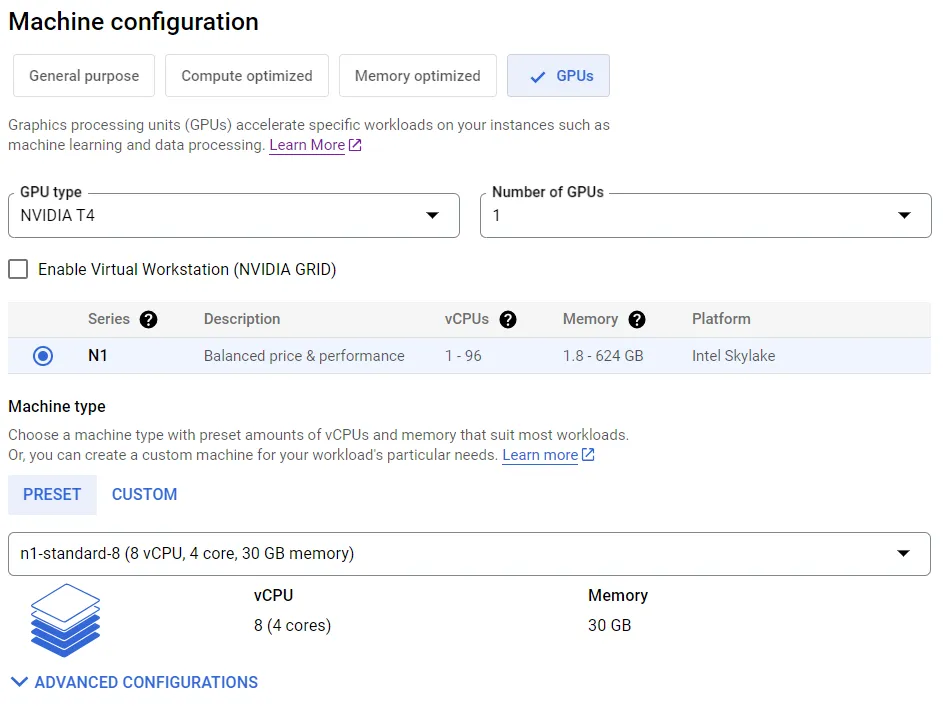 Machine configuration
General purpose
Compute optimized
Memory optimized
GPUs
Graphics processing units (GPUs) accelerate specific workloads on your instances such as
machine learning and data processing. Learn More
GPU type
NVIDIA T4
Number of GPUs
1
Enable Virtual Workstation (NVIDIA GRID)
Series ? Description vCPUs ? Memory ? Platform
N1 Balanced price & performance 1 - 96 1.8 - 624 GB Intel Skylake
Machine type
Choose a machine type with preset amounts of vCPUs and memory that suit most workloads.
Or, you can create a custom machine for your workload's particular needs. Learn more
PRESET CUSTOM
n1-standard-8 (8 vCPU, 4 core, 30 GB memory)
vCPU Memory
8 (4 cores) 30 GB
ADVANCED CONFIGURATIONS